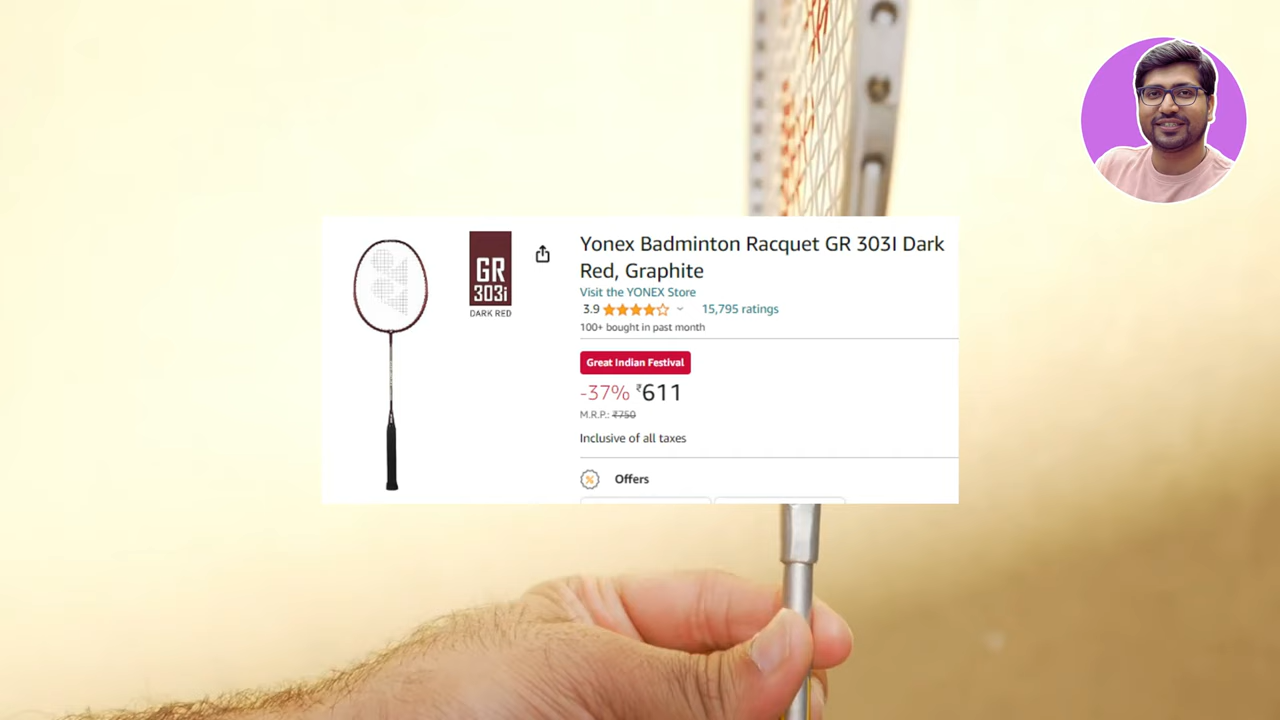 GR
303i
DARK RED
Yonex Badminton Racquet GR 303I Dark
Red, Graphite
Visit the YONEX Store
3.9 15,795 ratings
100+ bought in past month
Great Indian Festival
-37% ₹611
M.R.P.: ₹750
Inclusive of all taxes
Offers